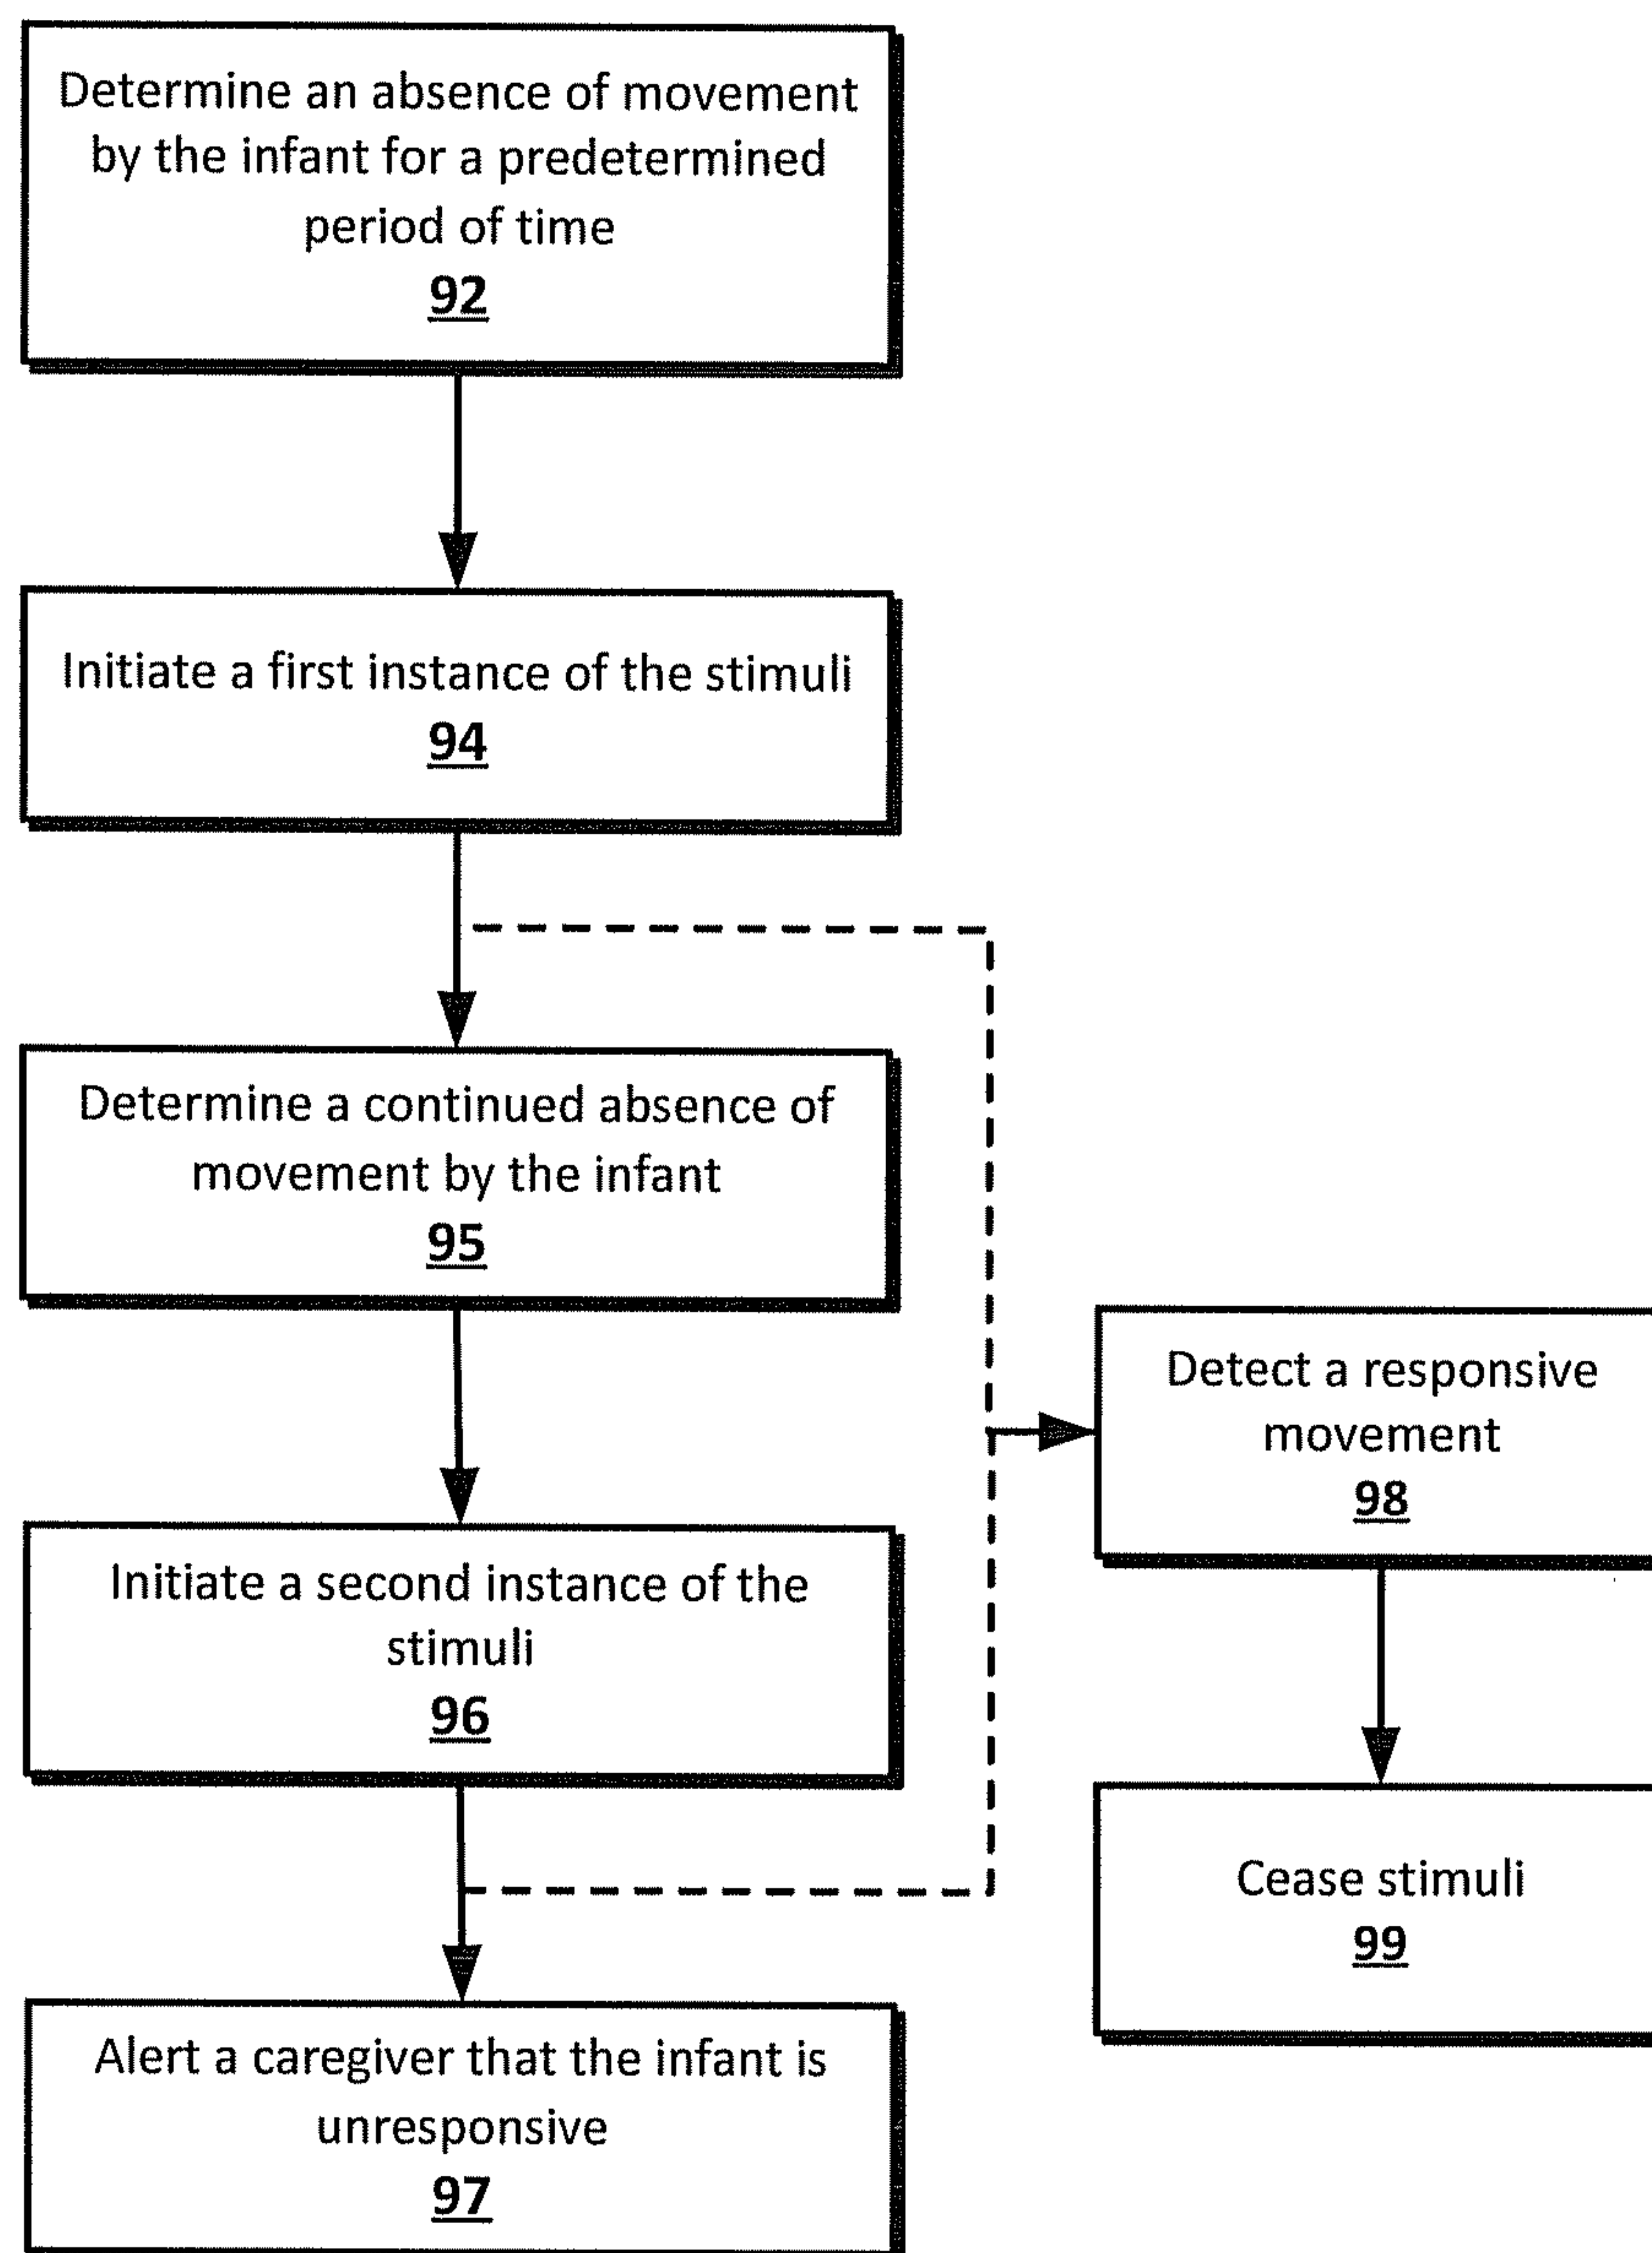 Determine an absence of movement
by the infant for a predetermined
period of time
92
Initiate a first instance of the stimuli
94
Determine a continued absence of
movement by the infant
95
Initiate a second instance of the
stimuli
96
Alert a caregiver that the infant is
unresponsive
97
Detect a responsive
movement
98
Cease stimuli
99